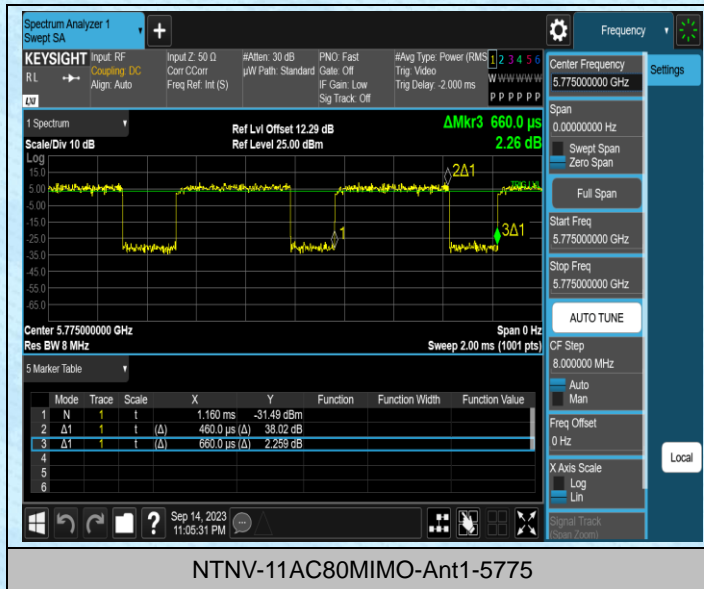 Spectrum Analyzer 1
Swept SA
Frequency
KEYSIGHT
R L
LXI
Input: RF
Coupling: DC
Align: Auto
Input Z: 50 Ω
Corr CCorr
Freq Ref: Int (S)
#Atten: 30 dB
µW Path: Standard
PNO: Fast
Gate: Off
IF Gain: Low
Sig Track: Off
#Avg Type: Power (RMS
Trig: Video
Trig Delay: -2.000 ms
1 2 3 4 5 6
W W W W W W
P P P P P P
Center Frequency
5.775000000 GHz
Settings
Span
0.00000000 Hz
Swept Span
Zero Span
Full Span
Start Freq
5.775000000 GHz
Stop Freq
5.775000000 GHz
AUTO TUNE
CF Step
8.000000 MHz
Auto
Man
Freq Offset
0 Hz
X Axis Scale
Log
Lin
Signal Track
(Span Zoom)
Local
1 Spectrum
Scale/Div 10 dB
Ref Lvl Offset 12.29 dB
Ref Level 25.00 dBm
ΔMkr3 660.0 µs
2.26 dB
Log
15.0
5.00
-5.00
-15.0
-25.0
-35.0
-45.0
-55.0
-65.0
2Δ1
1
3Δ1
Center 5.775000000 GHz
Res BW 8 MHz
Span 0 Hz
Sweep 2.00 ms (1001 pts)
5 Marker Table
Mode Trace Scale X Y Function Function Width Function Value
1 N 1 t 1.160 ms -31.49 dBm
2 Δ1 1 t (Δ) 460.0 µs (Δ) 38.02 dB
3 Δ1 1 t (Δ) 660.0 µs (Δ) 2.259 dB
4
5
6
Sep 14, 2023
11:05:31 PM
NTNV-11AC80MIMO-Ant1-5775